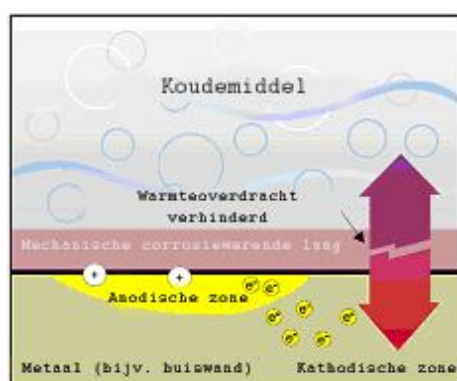 Koudemiddel
Warmteoverdracht
verhinderd
Mechanische corrosiewerende laag
+ +
Anodische zone
e- e-
e- e-
e- e-
e- e-
Metaal (bijv. buiswand) Kathodische zone